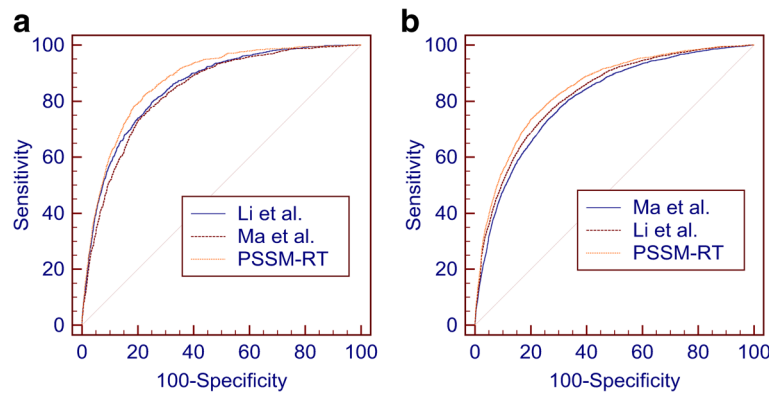 a
100
80
60
40
20
0
Sensitivity
Li et al.
Ma et al.
PSSM-RT
0 20 40 60 80 100
100-Specificity
b
100
80
60
40
20
0
Sensitivity
Ma et al.
Li et al.
PSSM-RT
0 20 40 60 80 100
100-Specificity